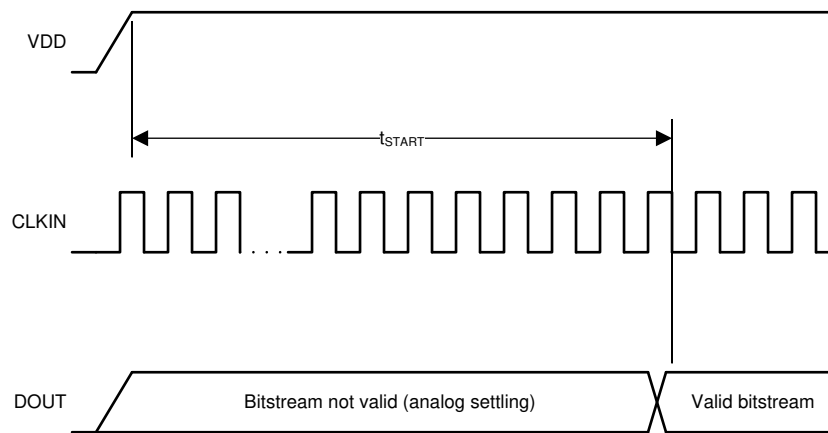 VDD
tSTART
CLKIN
. . .
DOUT
Bitstream not valid (analog settling)
Valid bitstream